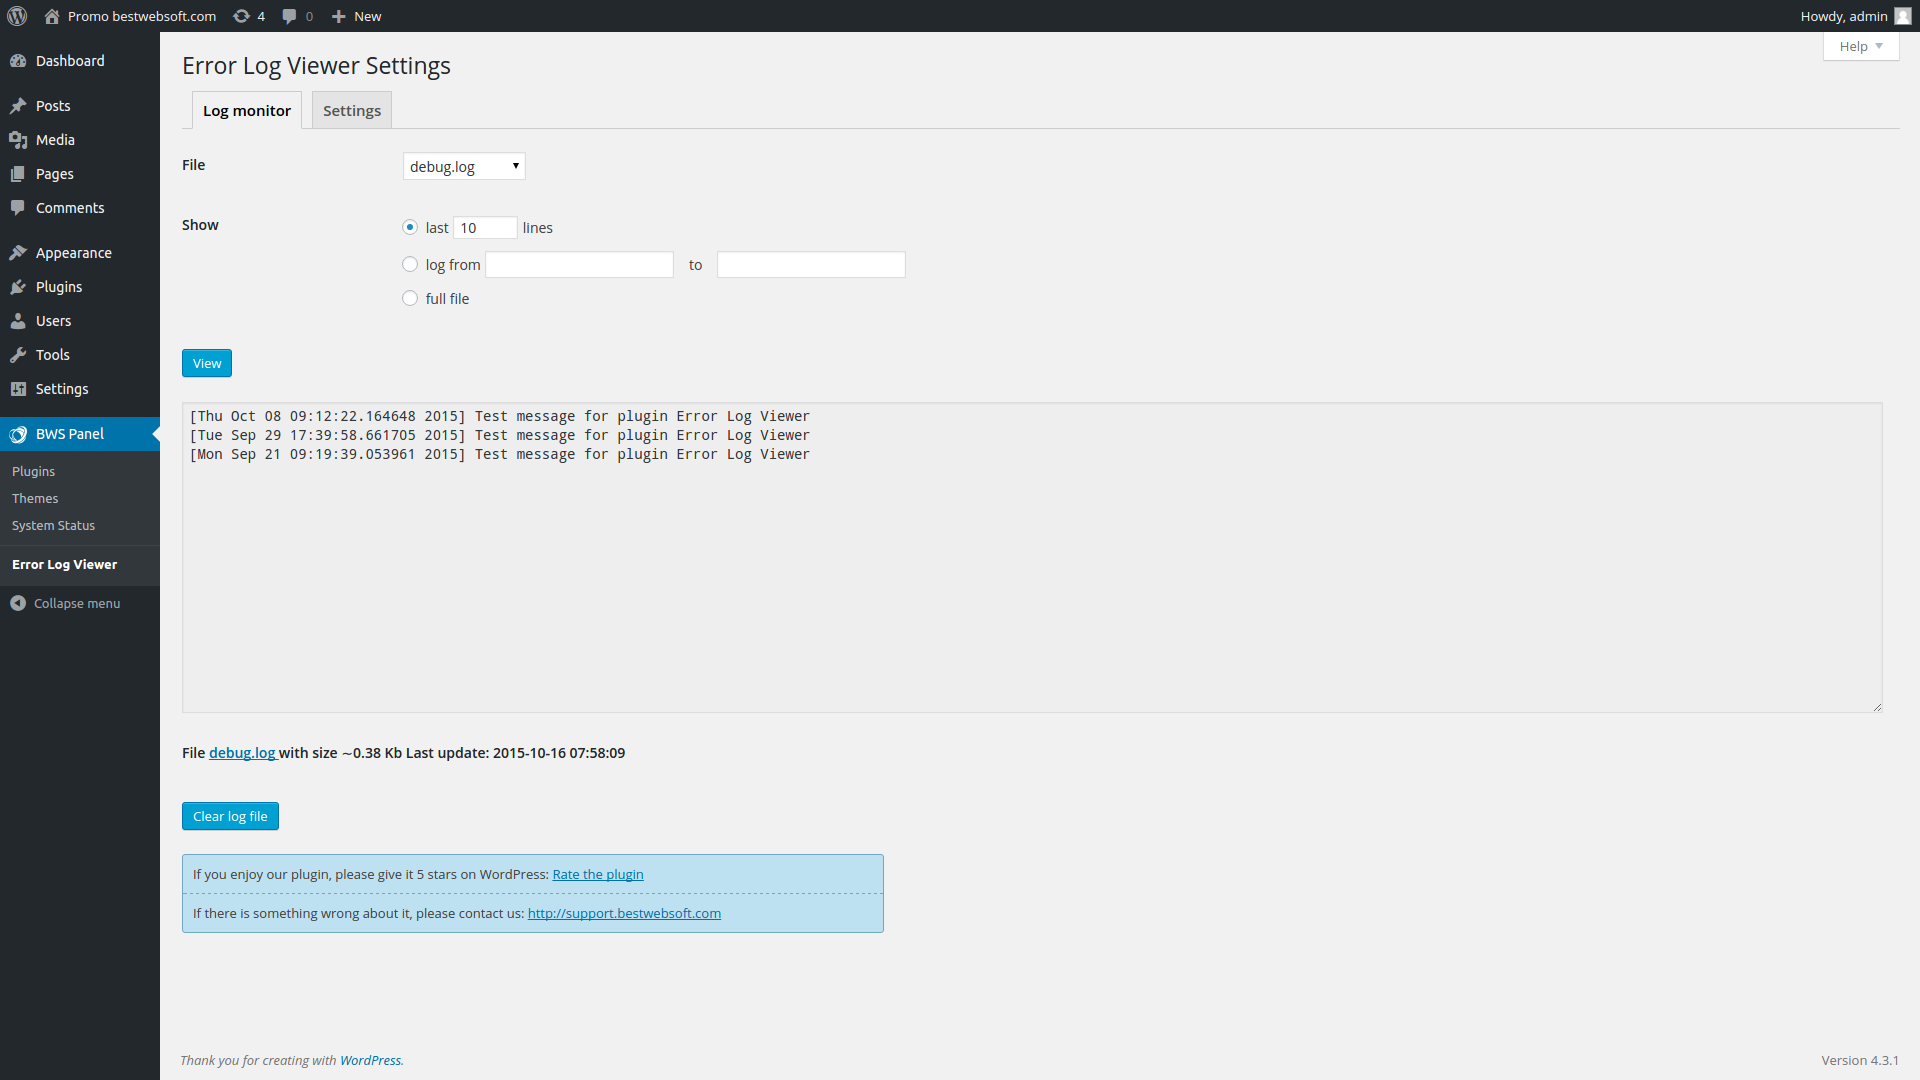 Promo bestwebsoft.com 4 0 New Howdy, admin
Help ▼
Dashboard
Posts
Media
Pages
Comments
Appearance
Plugins
Users
Tools
Settings
BWS Panel
Plugins
Themes
System Status
Error Log Viewer
Collapse menu
Error Log Viewer Settings
Log monitor Settings
File debug.log
Show last 10 lines
log from to
full file
View
[Thu Oct 08 09:12:22.164648 2015] Test message for plugin Error Log Viewer
[Tue Sep 29 17:39:58.661705 2015] Test message for plugin Error Log Viewer
[Mon Sep 21 09:19:39.053961 2015] Test message for plugin Error Log Viewer
File debug.log with size ~0.38 Kb Last update: 2015-10-16 07:58:09
Clear log file
If you enjoy our plugin, please give it 5 stars on WordPress: Rate the plugin
If there is something wrong about it, please contact us: http://support.bestwebsoft.com
Thank you for creating with WordPress. Version 4.3.1